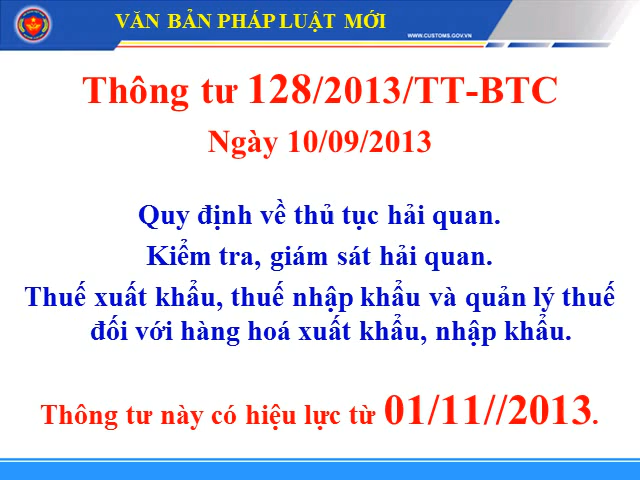 VĂN BẢN PHÁP LUẬT MỚI
WWW.CUSTOMS.GOV.VN
Thông tư 128/2013/TT-BTC
Ngày 10/09/2013
Quy định về thủ tục hải quan.
Kiểm tra, giám sát hải quan.
Thuế xuất khẩu, thuế nhập khẩu và quản lý thuế
đối với hàng hoá xuất khẩu, nhập khẩu.
Thông tư này có hiệu lực từ 01/11//2013.